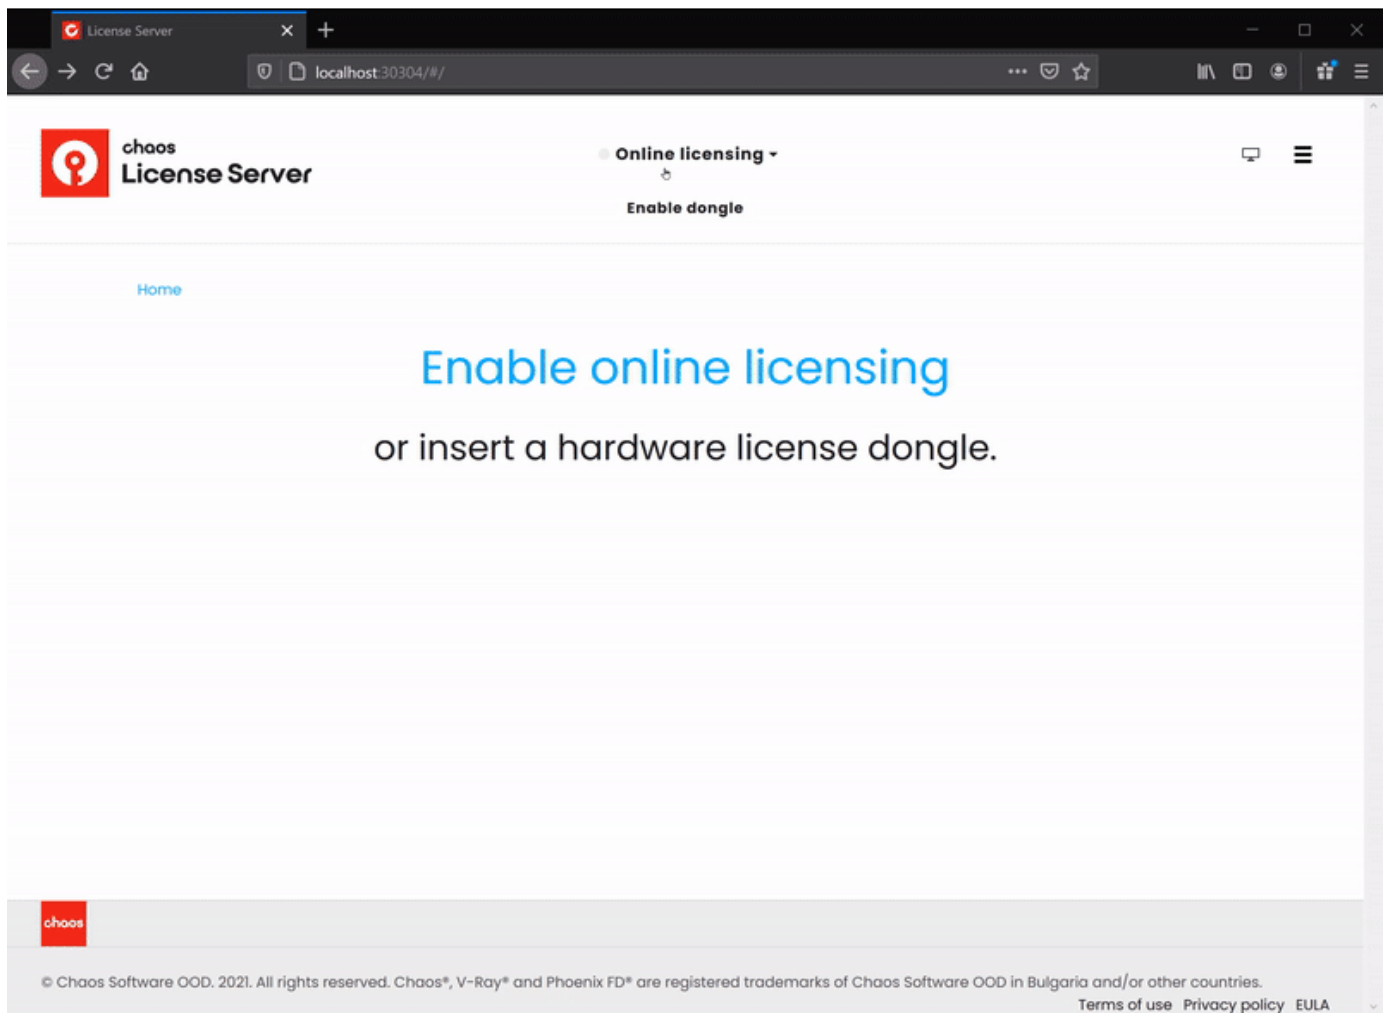 License Server
localhost:30304/#/
chaos
License Server
Online licensing
Enable dongle
Home
Enable online licensing
or insert a hardware license dongle.
chaos
© Chaos Software OOD. 2021. All rights reserved. Chaos®, V-Ray® and Phoenix FD® are registered trademarks of Chaos Software OOD in Bulgaria and/or other countries.
Terms of use Privacy policy EULA